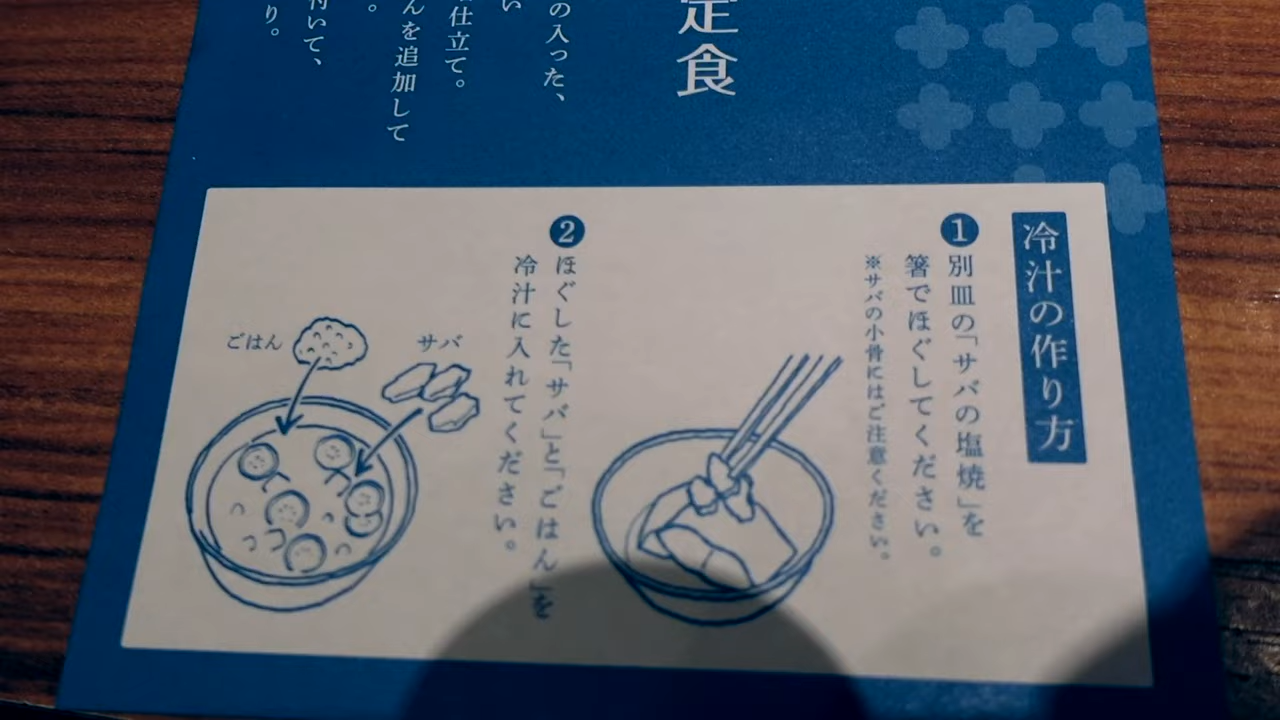 定食
の入った、
い
仕立て。
んを追加して
。
付いて、
り。
冷汁の作り方
1
別皿の「サバの塩焼」を
箸でほぐしてください。
※サバの小骨にはご注意ください。
2
ほぐした「サバ」と「ごはん」を
冷汁に入れてください。
サバ
ごはん